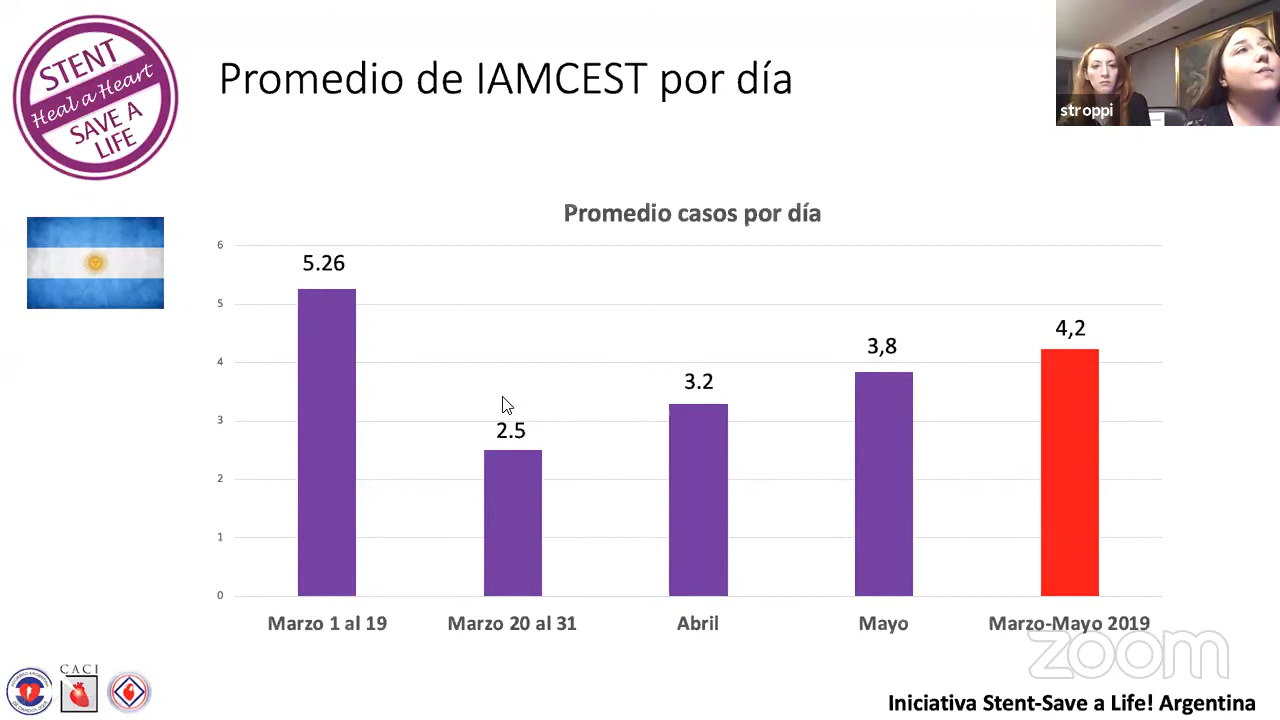 STENT
Heal a Heart
SAVE A
LIFE
Promedio de IAMCEST por día
stroppi
Promedio casos por día
6
5
4
3
2
1
0
5.26
2.5
3.2
3,8
4,2
Marzo 1 al 19
Marzo 20 al 31
Abril
Mayo
Marzo-Mayo 2019
zoom
CACI
Iniciativa Stent-Save a Life! Argentina